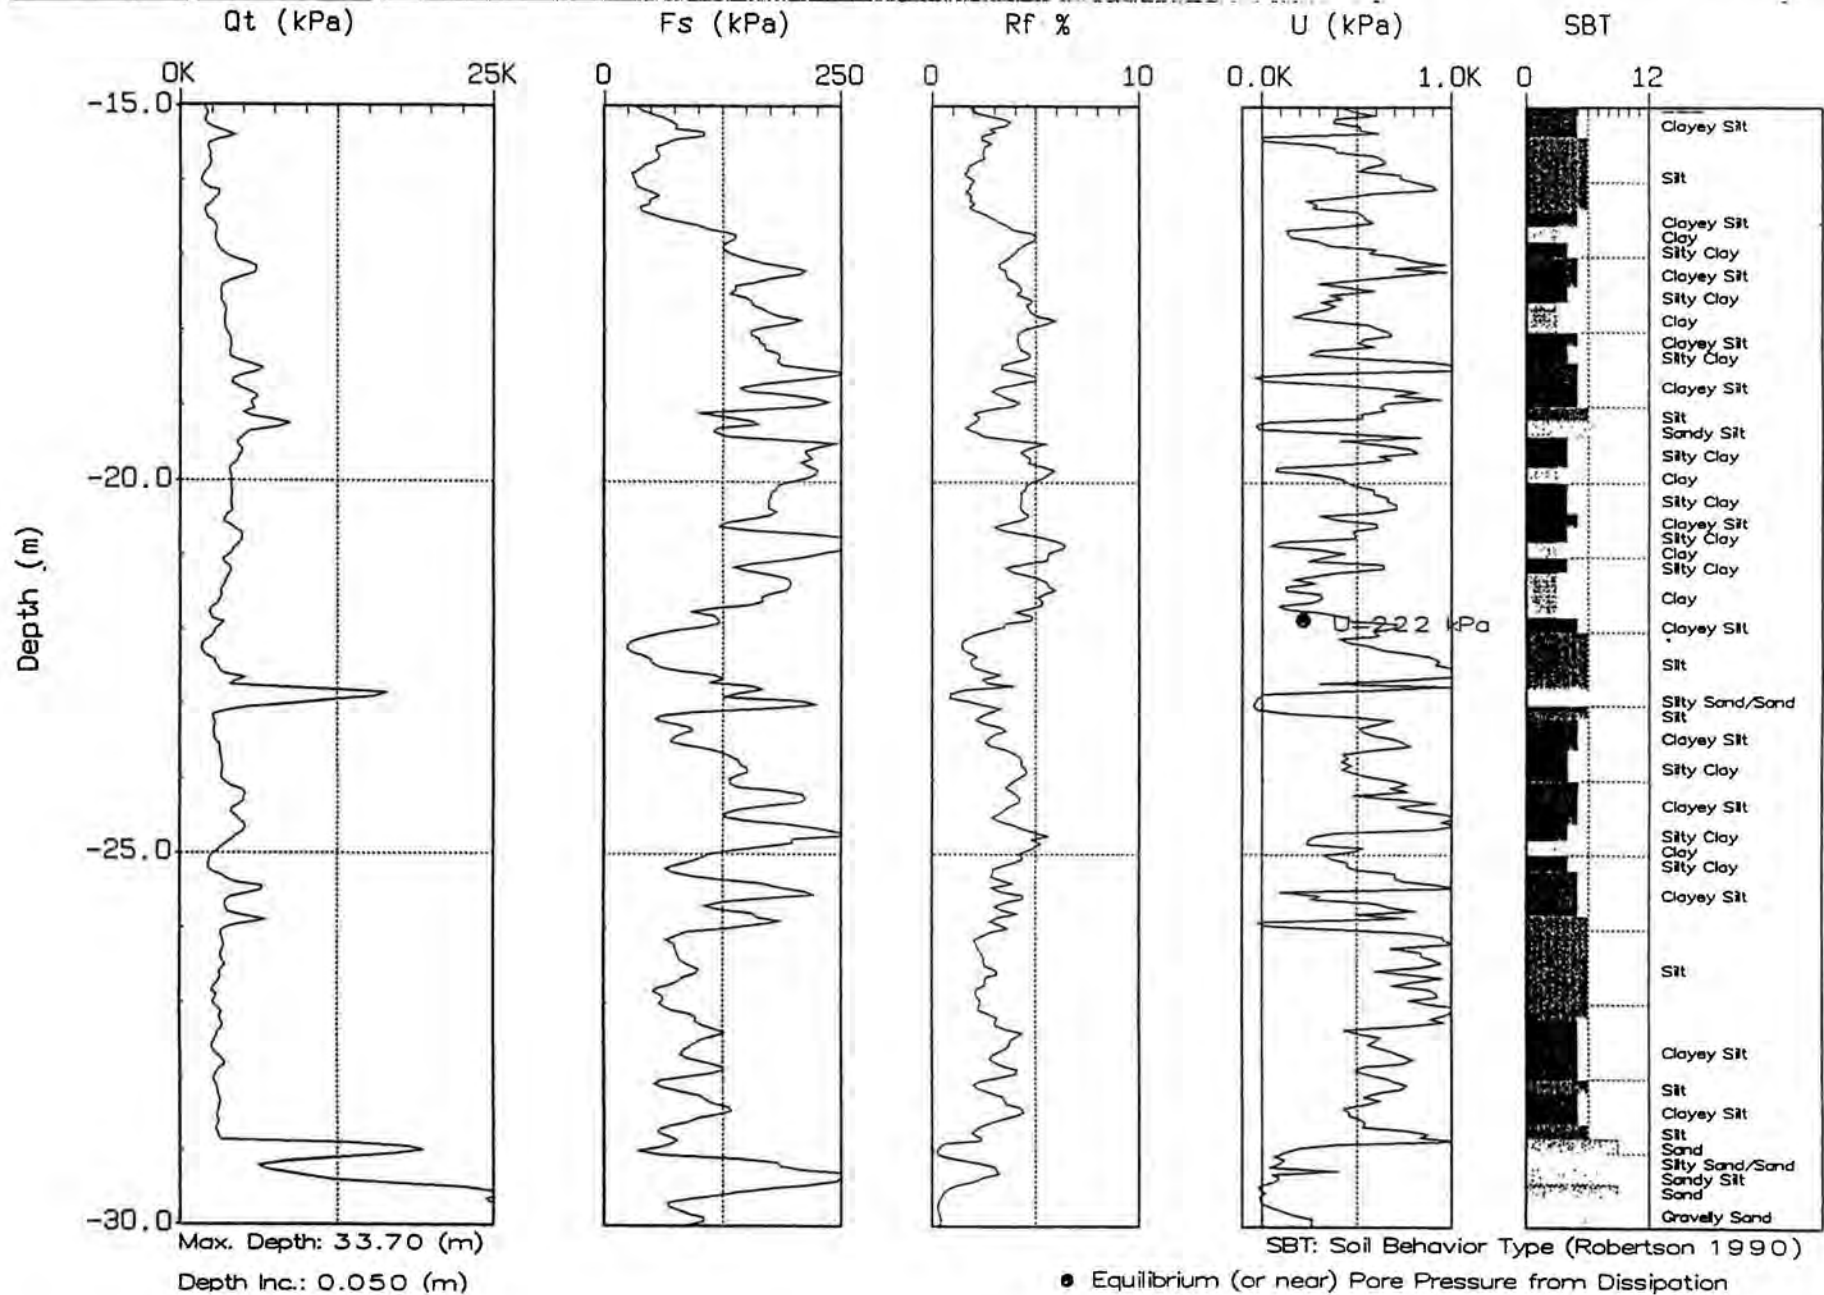 Qt (kPa) Fs (kPa) Rf % U (kPa) SBT
0K 25K 0 250 0 10 0.0K 1.0K 0 12
-15.0
-20.0
-25.0
-30.0
Depth (m)
U=222 kPa
Clayey Silt
Silt
Clayey Silt
Clay
Silty Clay
Clayey Silt
Silty Clay
Clay
Clayey Silt
Silty Clay
Clayey Silt
Silt
Sandy Silt
Silty Clay
Clay
Silty Clay
Clayey Silt
Silty Clay
Clay
Silty Clay
Clay
Clayey Silt
Silt
Silty Sand/Sand
Silt
Clayey Silt
Silty Clay
Clayey Silt
Silty Clay
Clay
Silty Clay
Clayey Silt
Silt
Clayey Silt
Silt
Clayey Silt
Silt
Sand
Silty Sand/Sand
Sandy Silt
Sand
Gravelly Sand
Max. Depth: 33.70 (m)
Depth Inc.: 0.050 (m)
SBT: Soil Behavior Type (Robertson 1990)
Equilibrium (or near) Pore Pressure from Dissipation